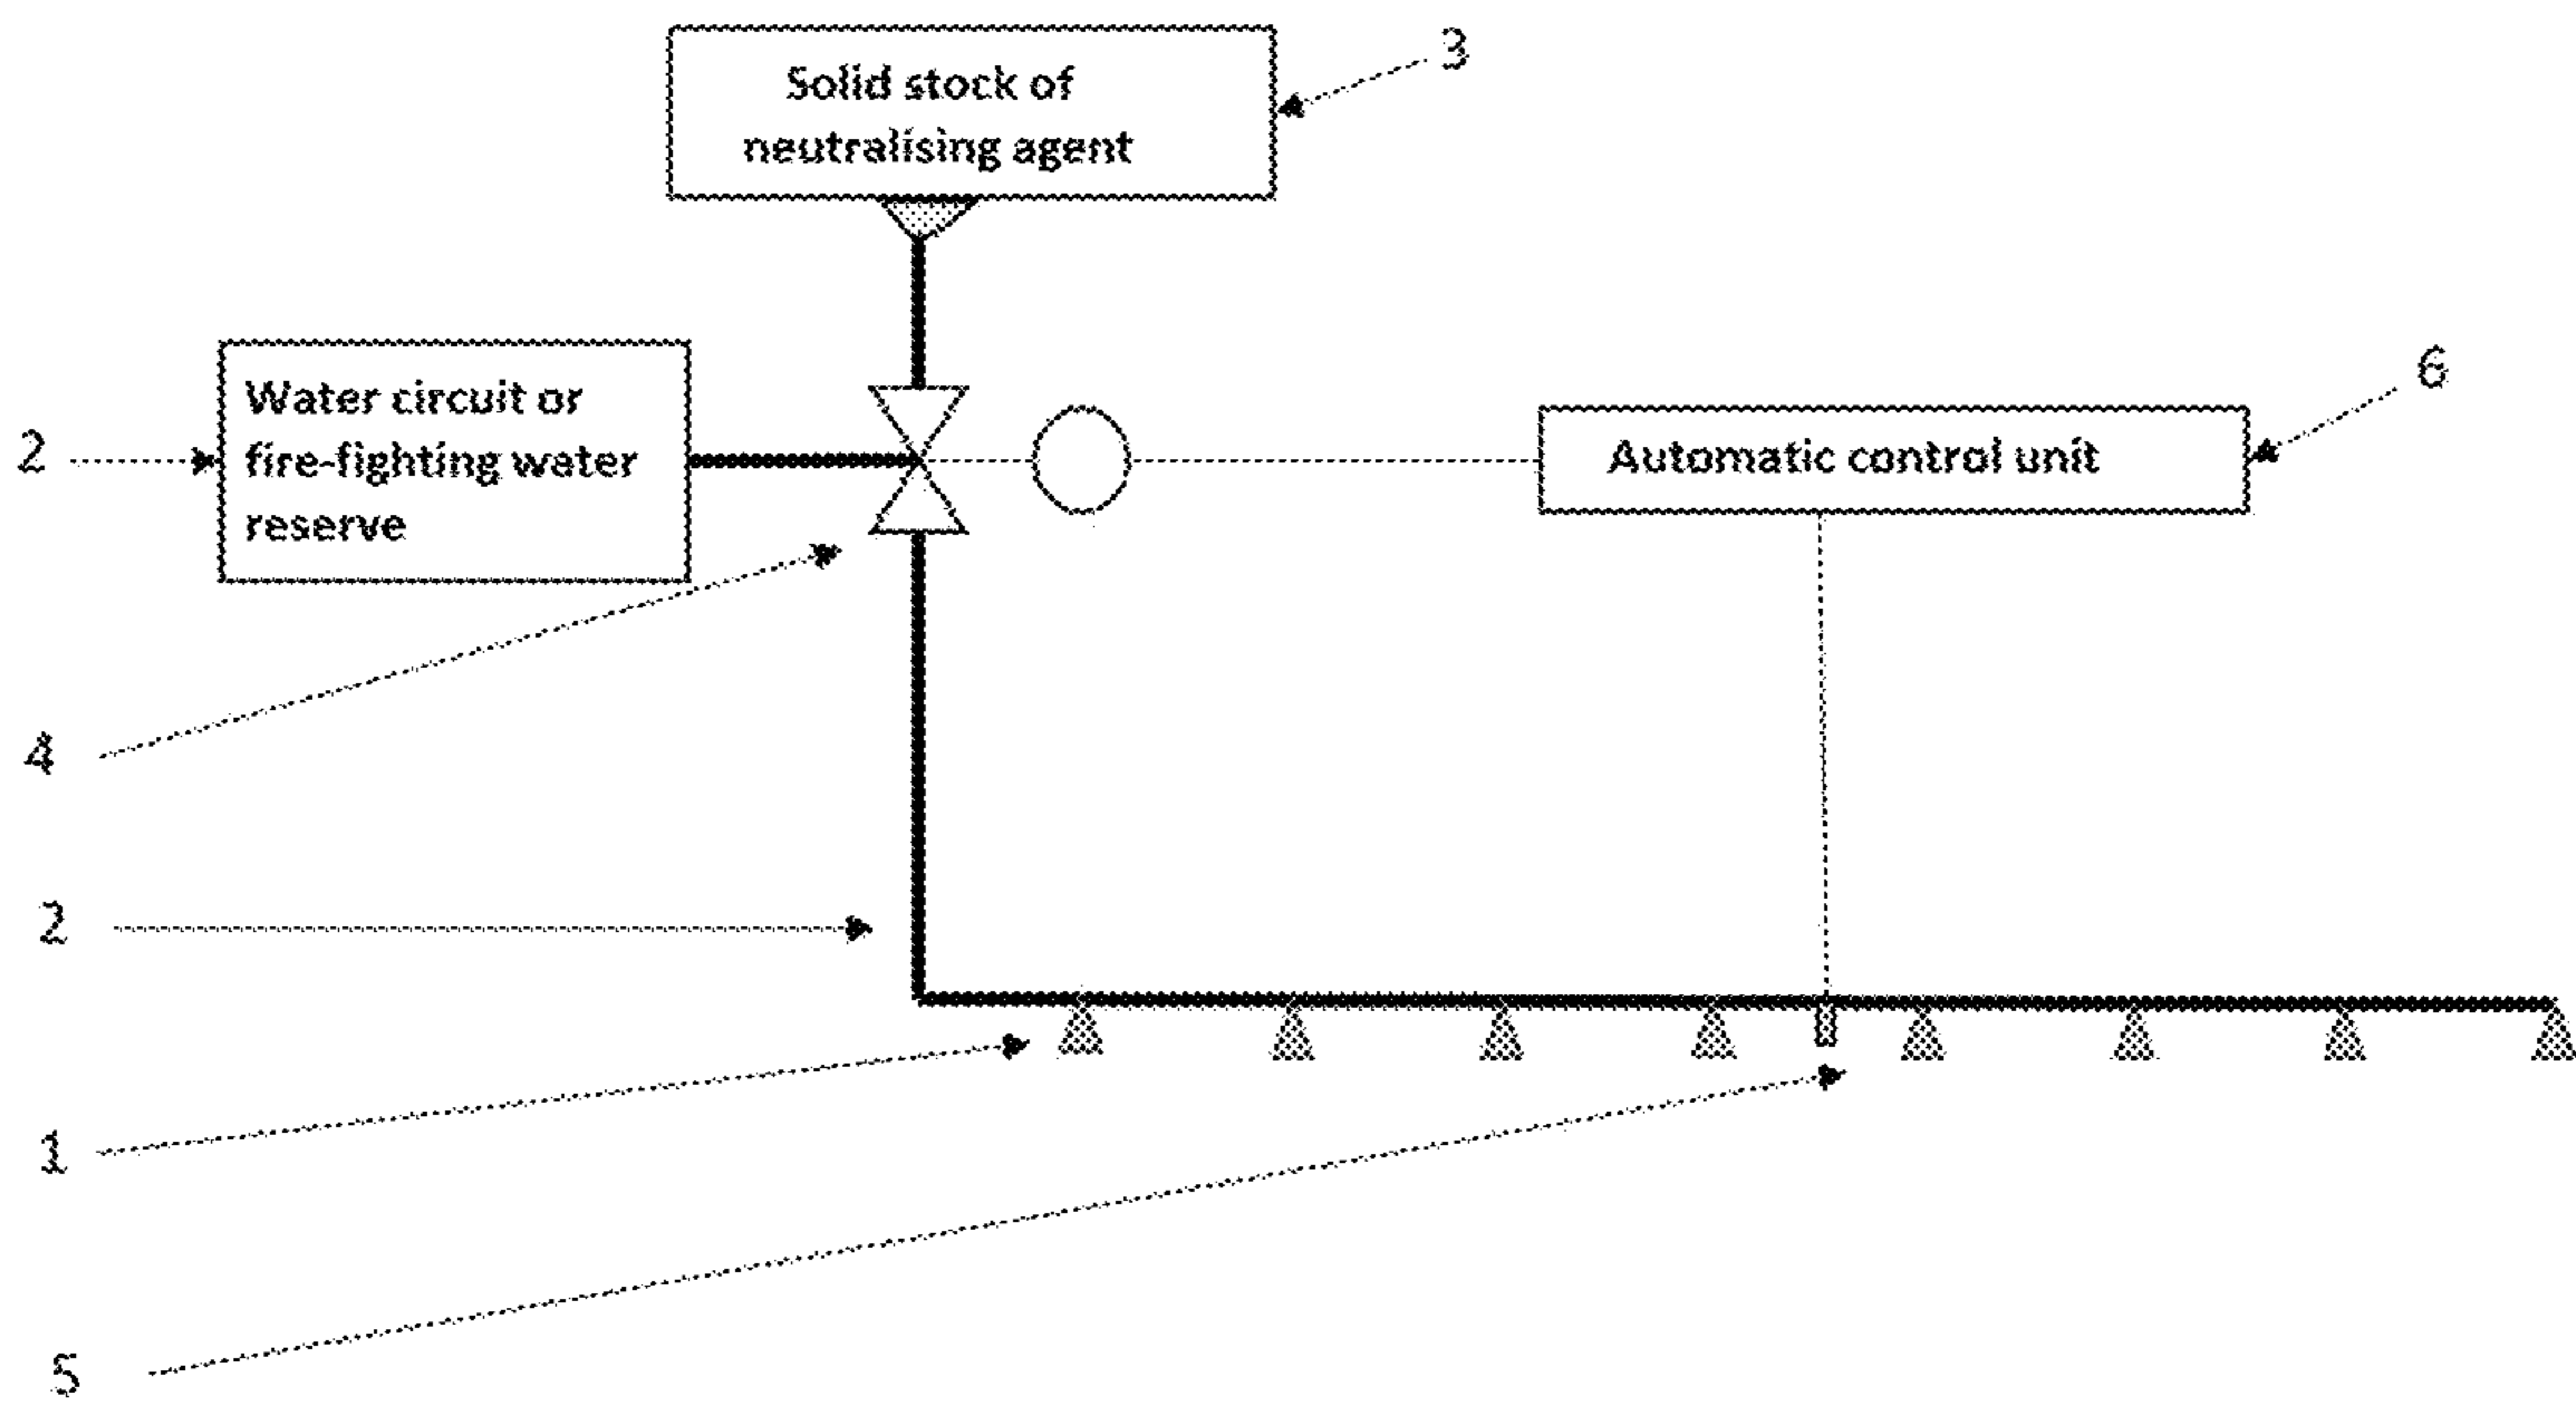 3
Solid stock of
neutralising agent
6
2
Water circuit or
fire-fighting water
reserve
Automatic control unit
4
2
1
5